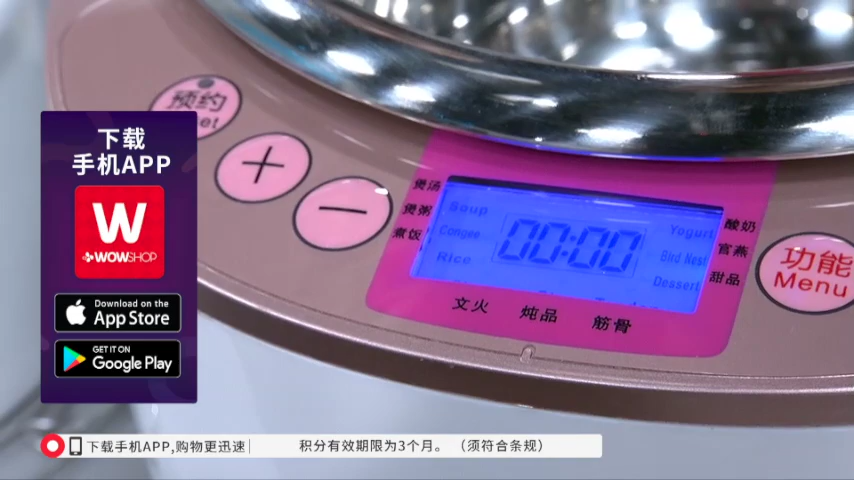 下载
手机APP
W
WOWSHOP
Download on the
App Store
GET IT ON
Google Play
预约
+
−
煲汤
煲粥
煮饭
Soup
Congee
Rice
00:00
Yogurt
Bird Nest
Dessert
酸奶
官燕
甜品
文火
炖品
筋骨
功能
Menu
下载手机APP,购物更迅速
积分有效期限为3个月。（须符合条规）